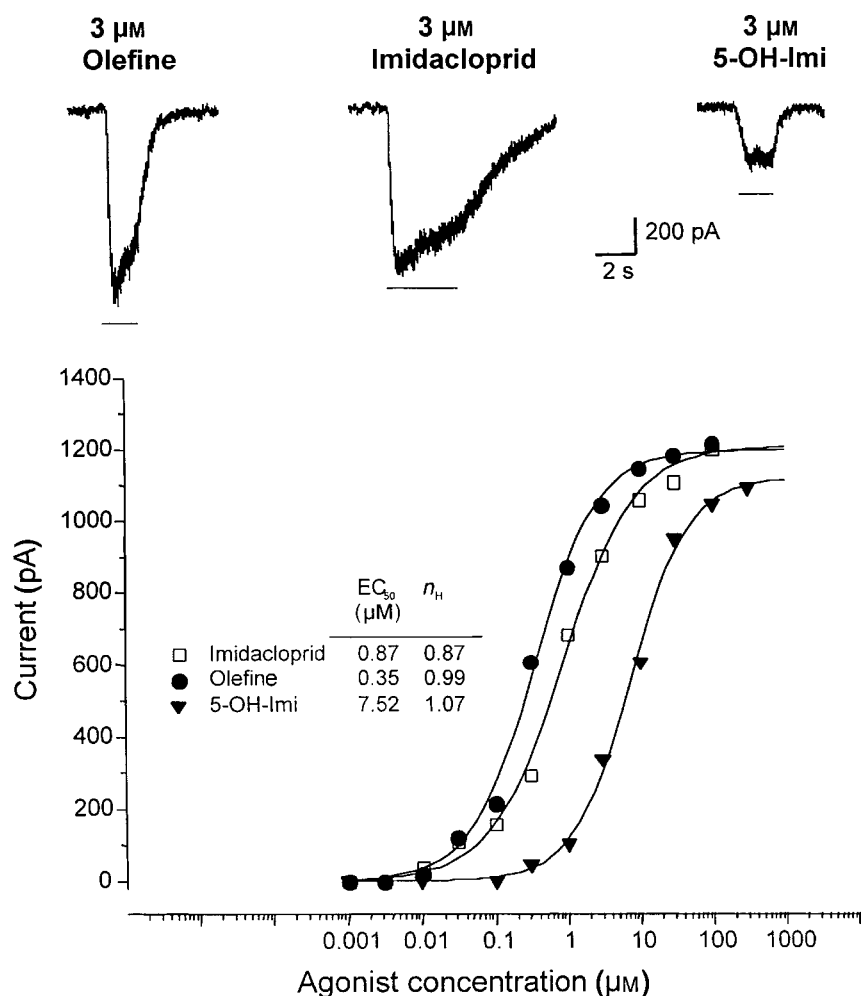 3 µM
Olefine
3 µM
Imidacloprid
3 µM
5-OH-Imi
200 pA
2 s
1400
1200
1000
800
600
400
200
0
Current (pA)
EC50 nH
(µM)
Imidacloprid 0.87 0.87
Olefine 0.35 0.99
5-OH-Imi 7.52 1.07
0.001 0.01 0.1 1 10 100 1000
Agonist concentration (µM)